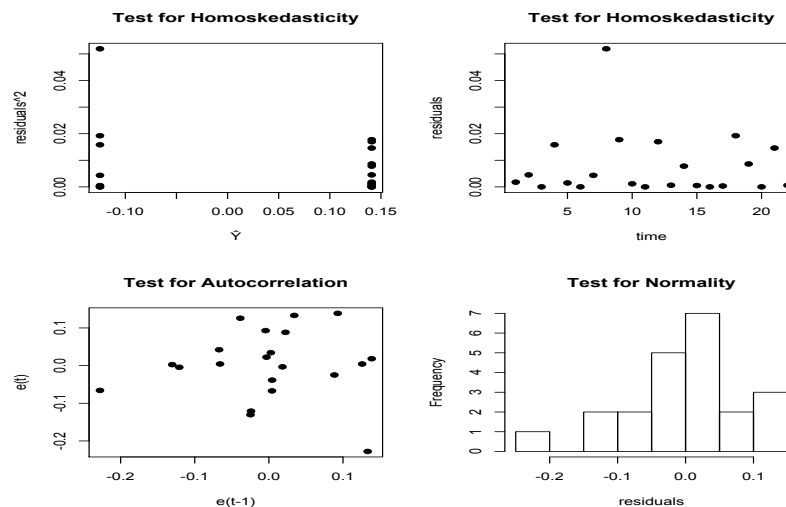 Test for Homoskedasticity
residuals^2
0.00 0.02 0.04
-0.10 0.00 0.05 0.10 0.15
Ŷ
Test for Homoskedasticity
residuals
0.00 0.02 0.04
5 10 15 20
time
Test for Autocorrelation
e(t)
-0.2 -0.1 0.0 0.1
-0.2 -0.1 0.0 0.1
e(t-1)
Test for Normality
Frequency
0 1 2 3 4 5 6 7
-0.2 -0.1 0.0 0.1
residuals